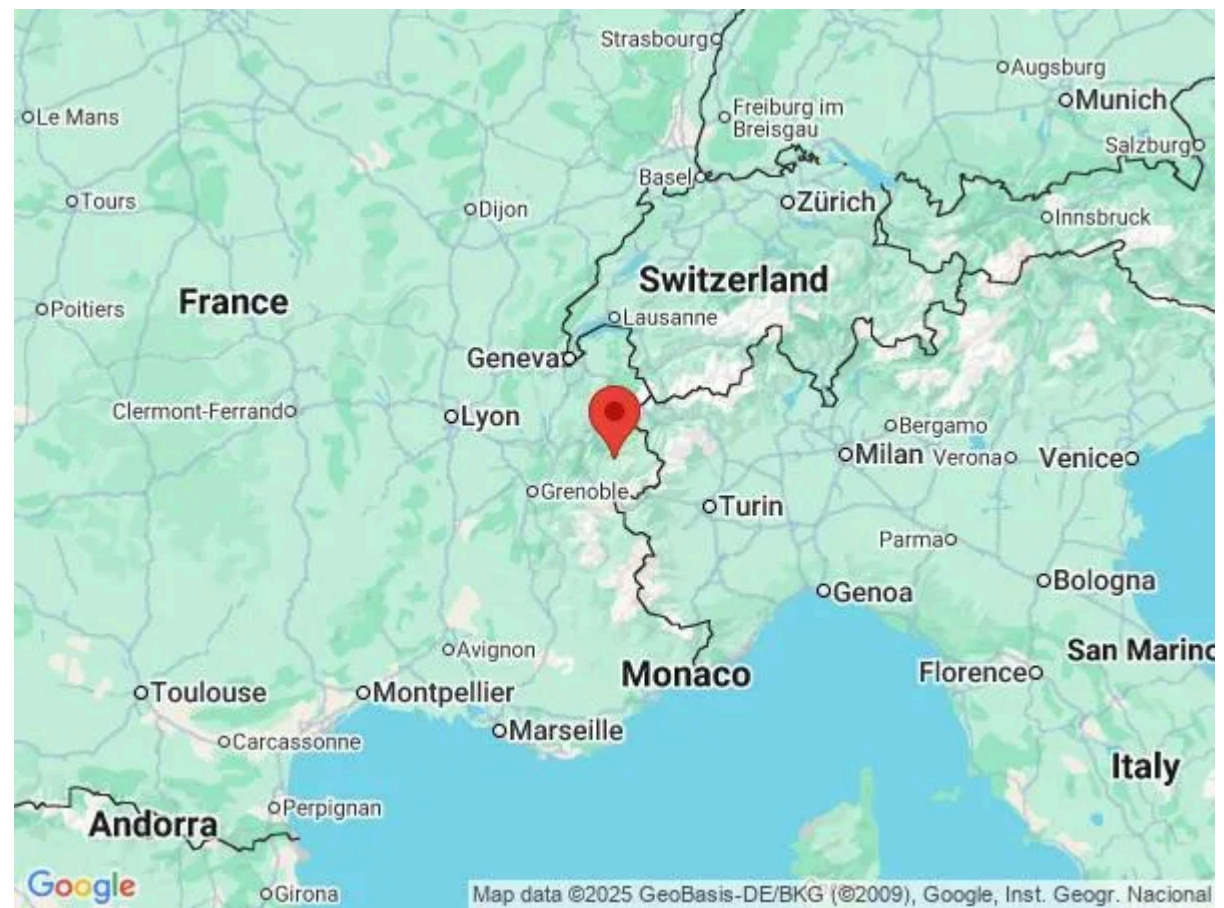 Strasbourg
Augsburg
Munich
Le Mans
Freiburg im
Breisgau
Salzburg
Basel
Tours
Dijon
Zürich
Innsbruck
Switzerland
France
Poitiers
Lausanne
Geneva
Clermont-Ferrand
Lyon
Bergamo
Milan
Verona
Venice
Grenoble
Turin
Parma
Genoa
Bologna
Avignon
San Marino
Monaco
Florence
Toulouse
Montpellier
Marseille
Carcassonne
Italy
Perpignan
Andorra
Google
Girona
Map data ©2025 GeoBasis-DE/BKG (©2009), Google, Inst. Geogr. Nacional